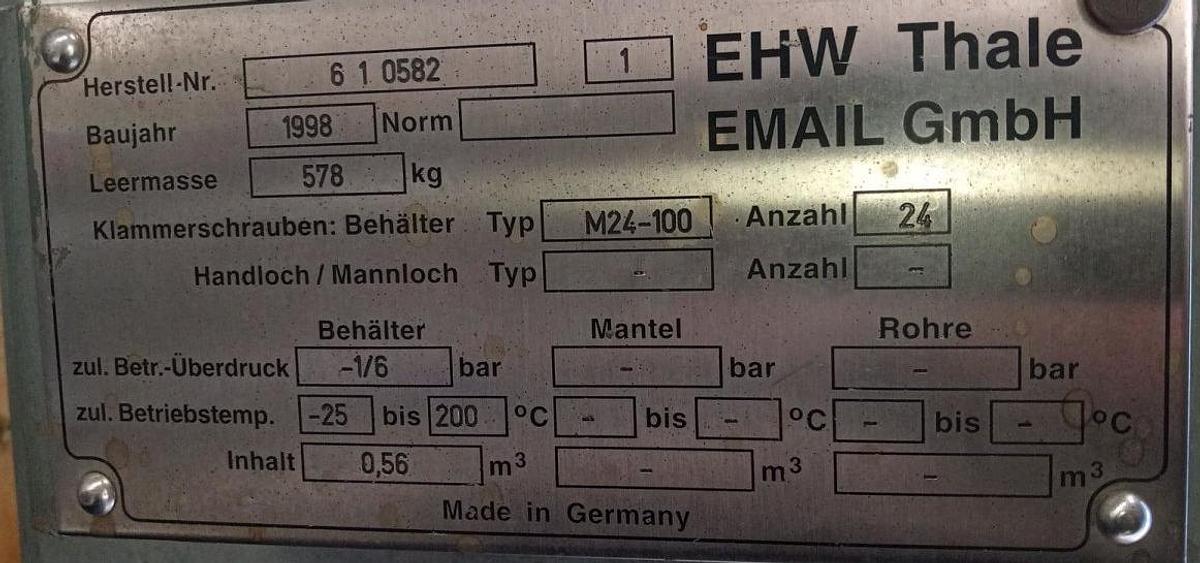 Herstell-Nr. 6 1 0582 1 EHW Thale
Baujahr 1998 Norm EMAIL GmbH
Leermasse 578 kg
Klammerschrauben: Behälter Typ M24-100 Anzahl 24
Handloch / Mannloch Typ - Anzahl -
Behälter Mantel Rohre
zul. Betr.-Überdruck -1/6 bar - bar - bar
zul. Betriebstemp. -25 bis 200 °C - bis - °C - bis - °C
Inhalt 0,56 m³ - m³ - m³
Made in Germany